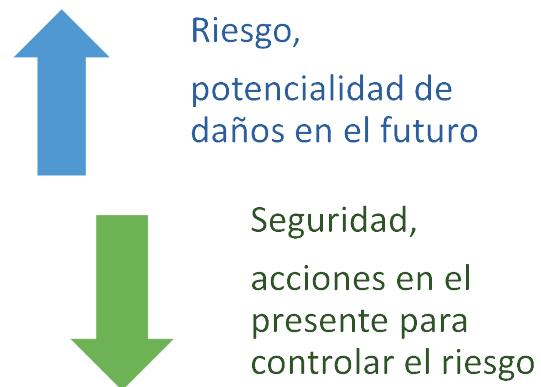 Riesgo,
potencialidad de
daños en el futuro
Seguridad,
acciones en el
presente para
controlar el riesgo